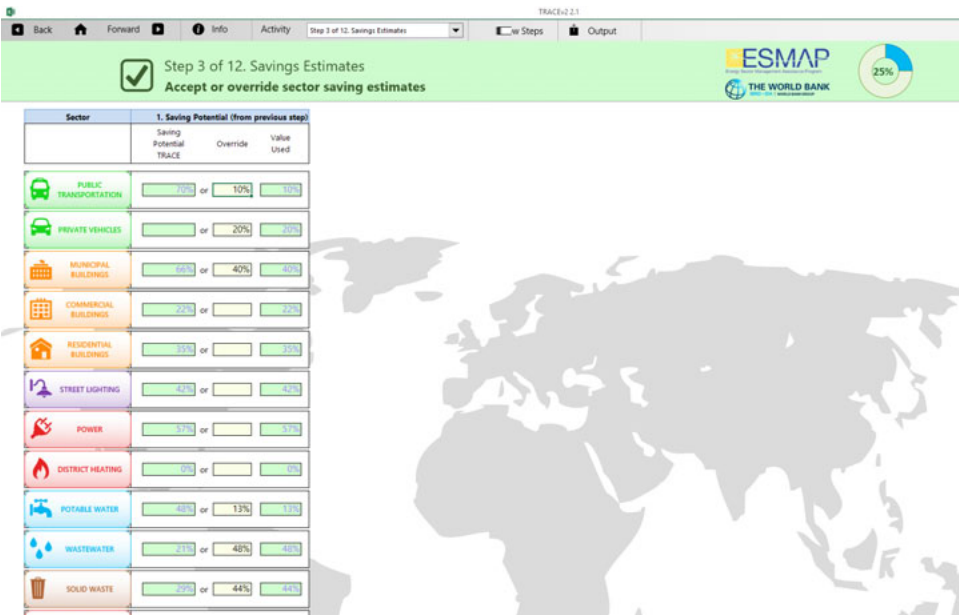 TRACEv2 2.1
Back Forward Info Activity Step 3 of 12. Savings Estimates w Steps Output
Step 3 of 12. Savings Estimates
Accept or override sector saving estimates
ESMAP
Energy Sector Management Assistance Program
THE WORLD BANK
25%
Sector 1. Saving Potential (from previous step)
Saving Potential TRACE Override Value Used
PUBLIC TRANSPORTATION 70% or 10% 10%
PRIVATE VEHICLES or 20% 20%
MUNICIPAL BUILDINGS 66% or 40% 40%
COMMERCIAL BUILDINGS 22% or 22%
RESIDENTIAL BUILDINGS 35% or 35%
STREET LIGHTING 42% or 42%
POWER 57% or 57%
DISTRICT HEATING 0% or 0%
POTABLE WATER 48% or 13% 13%
WASTEWATER 21% or 48% 48%
SOLID WASTE 29% or 44% 44%